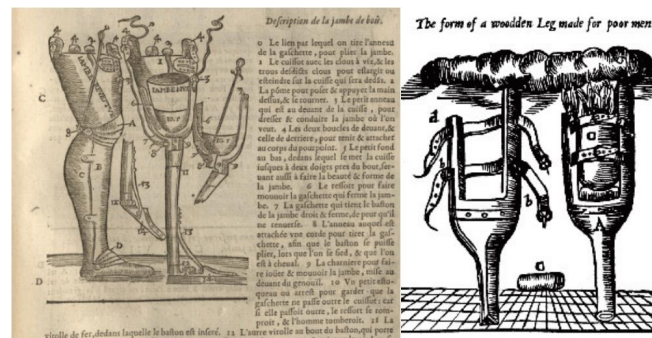 Description de la jambe de bois,
0 Le lien par lequel on tire l'anneau
de la gaschette, pour plier la jambe.
1 Le cuissot auec les clous à vis, & les
trous desdicts clous pour eslargir ou
estreindre sur la cuisse qui sera dessus. 2
La pôme pour poser & appuyer la main
dessus, & se tourner. 3 Le petit anneau
qui est au deuant de la cuisse, pour
dresser & conduire la jambe où l'on
veut. 4 Les deux boucles de deuant, &
celle de derriere, pour tenir & attacher
au corps du pourpoint. 5 Le petit fond
au bas, dedans lequel se met la cuisse
iusques à deux doigts pres du bout, ser-
uant aussi à faire la beauté & forme de
la jambe. 6 Le ressort pour faire
mouuoir la gaschette qui ferme la jam-
be. 7 La gaschette qui tient le baston
de la jambe droit & ferme, de peur qu'il
ne renuerse. 8 L'anneau auquel est
attachée vne corde pour tirer la gas-
chette, afin que le baston se puisse
plier, lors que l'on se sied, & que l'on
est à cheual. 9 La charniere pour fai-
re iouër & mouuoir la jambe, mise au
deuant du genouil. 10 Vn petit esto-
queau ou arrest pour garder que la
gaschette ne passe outre le cuissot: car
si elle passoit outre, le ressort se rom-
proit, & l'homme tomberoit. 11 La
virolle de fer, dedans laquelle le baston est inseré. 12 L'autre virolle au bout du baston, qui porte
The form of a woodden Leg made for poor men
C
D
B
A
D
d
b
a
A